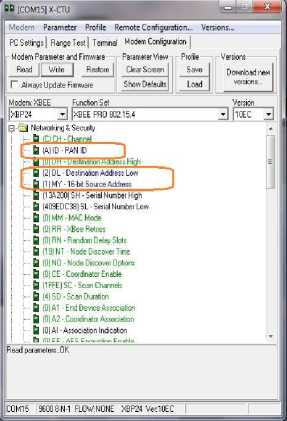 [COM15] X-CTU
Modem Parameter Profile Remote Configuration... Versions...
PC Settings Range Test Terminal Modem Configuration
Modem Parameter and Firmware Parameter View Profile Versions
Read Write Restore Clear Screen Save Download new versions...
Always Update Firmware Show Defaults Load
Modem: XBEE Function Set Version
XBP24 XBEE PRO 802.15.4 10EC
Networking & Security
(C) CH - Channel
(A) ID - PAN ID
(0) DH - Destination Address High
(2) DL - Destination Address Low
(1) MY - 16-bit Source Address
(13A200) SH - Serial Number High
(409EDC38) SL - Serial Number Low
(0) MM - MAC Mode
(0) RR - XBee Retries
(0) RN - Random Delay Slots
(19) NT - Node Discover Time
(0) NO - Node Discover Options
(0) CE - Coordinator Enable
(1FFE) SC - Scan Channels
(4) SD - Scan Duration
(0) A1 - End Device Association
(0) A2 - Coordinator Association
(0) AI - Association Indication
(0) EE - AES Encryption Enable
Read parameters..OK
COM15 9600 8-N-1 FLOW:NONE XBP24 Ver:10EC